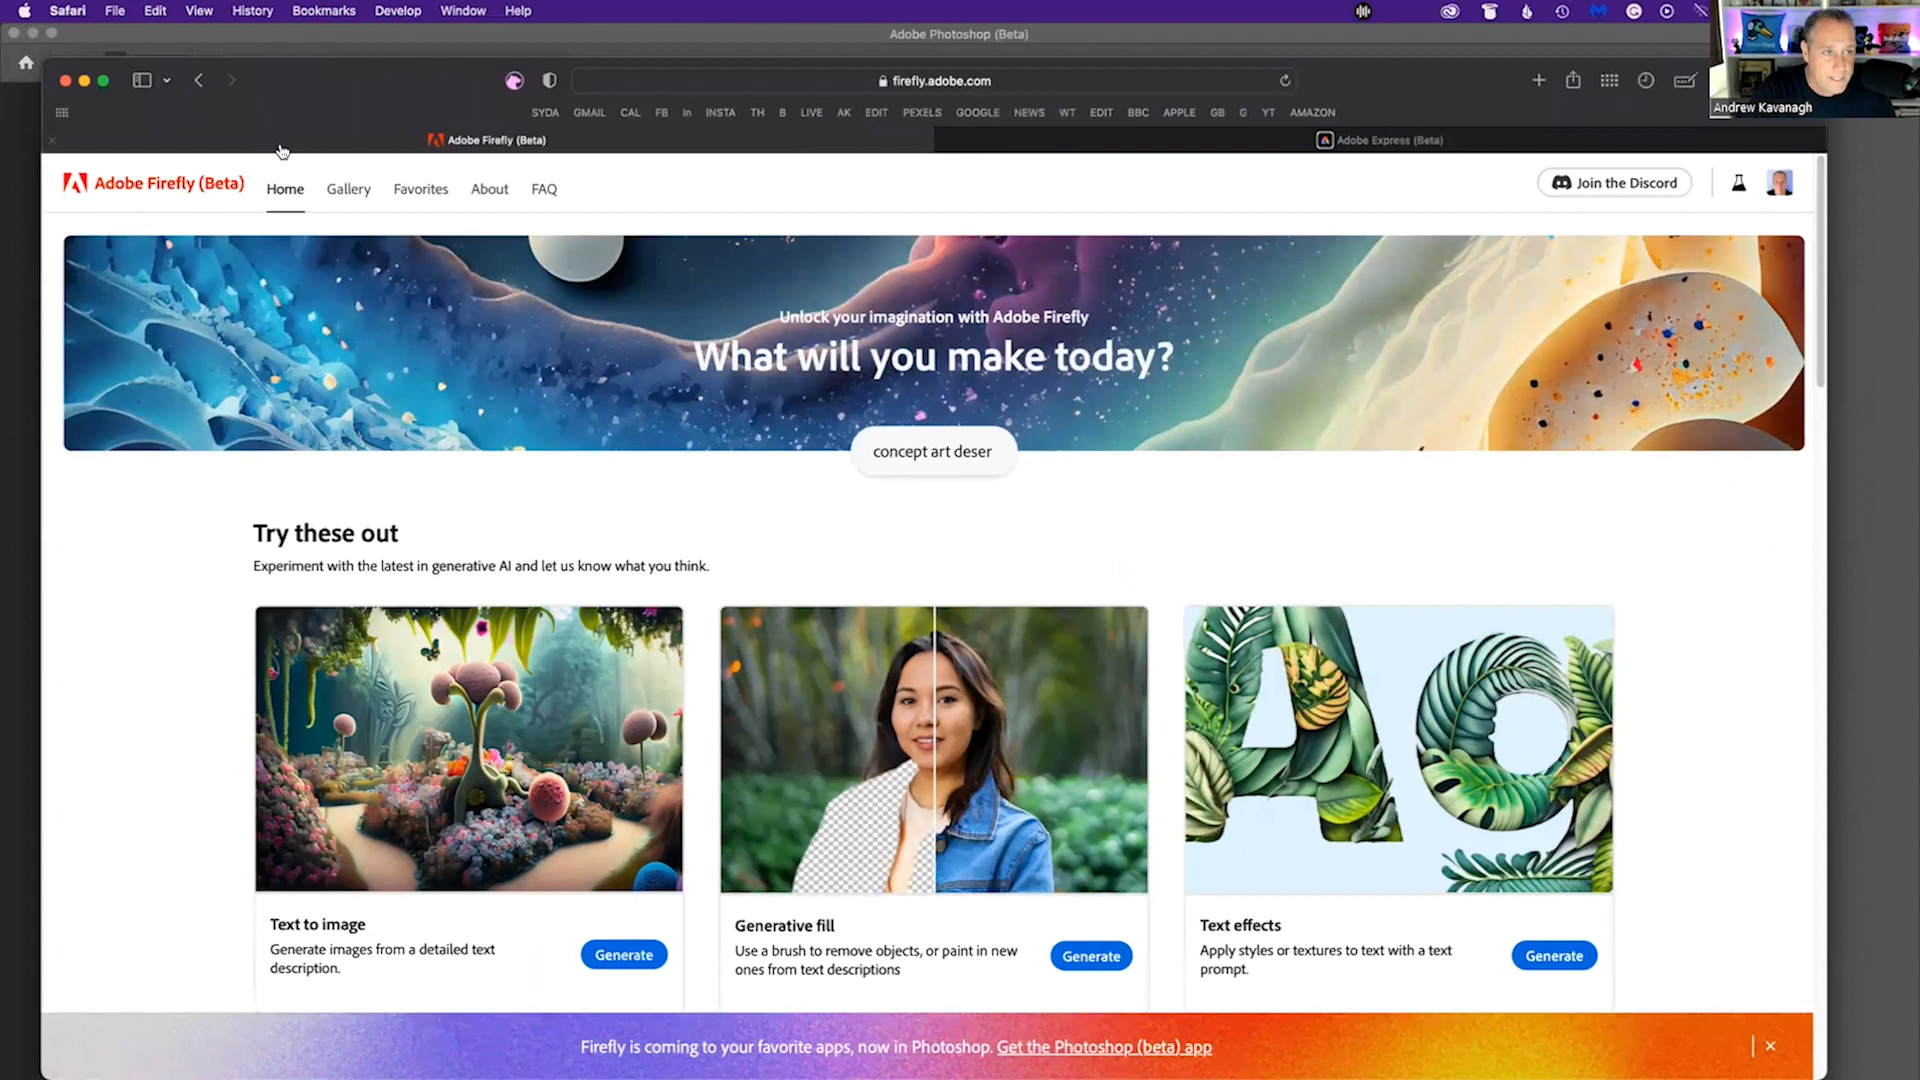 Safari File Edit View History Bookmarks Develop Window Help
Adobe Photoshop (Beta)
firefly.adobe.com
SYDA GMAIL CAL FB In INSTA TH B LIVE AK EDIT PEXELS GOOGLE NEWS WT EDIT BBC APPLE GB G YT AMAZON
Andrew Kavanagh
Adobe Firefly (Beta)
Adobe Express (Beta)
Adobe Firefly (Beta) Home Gallery Favorites About FAQ
Join the Discord
Unlock your imagination with Adobe Firefly
What will you make today?
concept art deser
Try these out
Experiment with the latest in generative AI and let us know what you think.
Ag
Text to image
Generate images from a detailed text
description.
Generate
Generative fill
Use a brush to remove objects, or paint in new
ones from text descriptions
Generate
Text effects
Apply styles or textures to text with a text
prompt.
Generate
Firefly is coming to your favorite apps, now in Photoshop. Get the Photoshop (beta) app